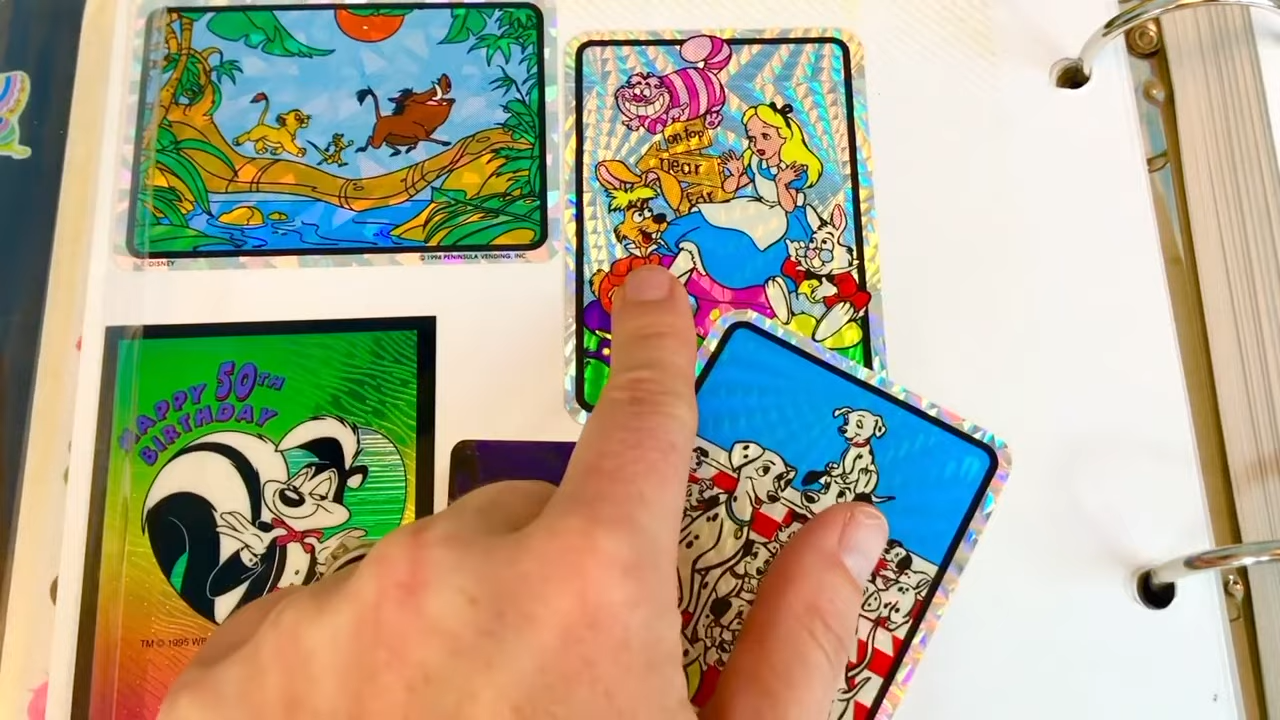 DISNEY
© 1994 PENINSULA VENDING, INC.
on top
near
HAPPY 50TH
BIRTHDAY
TM © 1995 WB